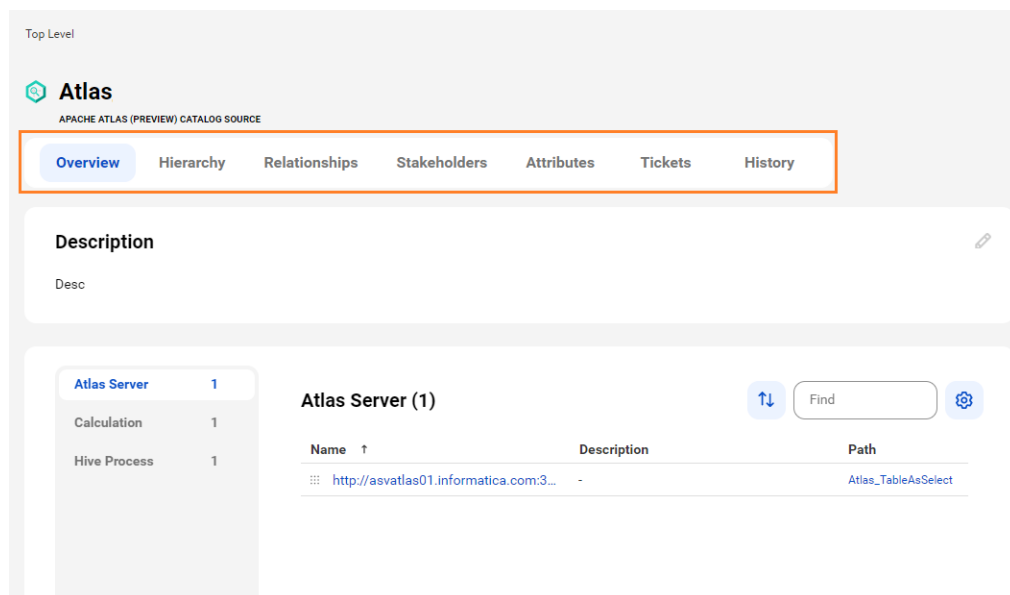 Top Level
Atlas
APACHE ATLAS (PREVIEW) CATALOG SOURCE
Overview Hierarchy Relationships Stakeholders Attributes Tickets History
Description
Desc
Atlas Server 1
Calculation 1
Hive Process 1
Atlas Server (1)
Find
Name ↑ Description Path
http://asvatlas01.informatica.com:3... - Atlas_TableAsSelect